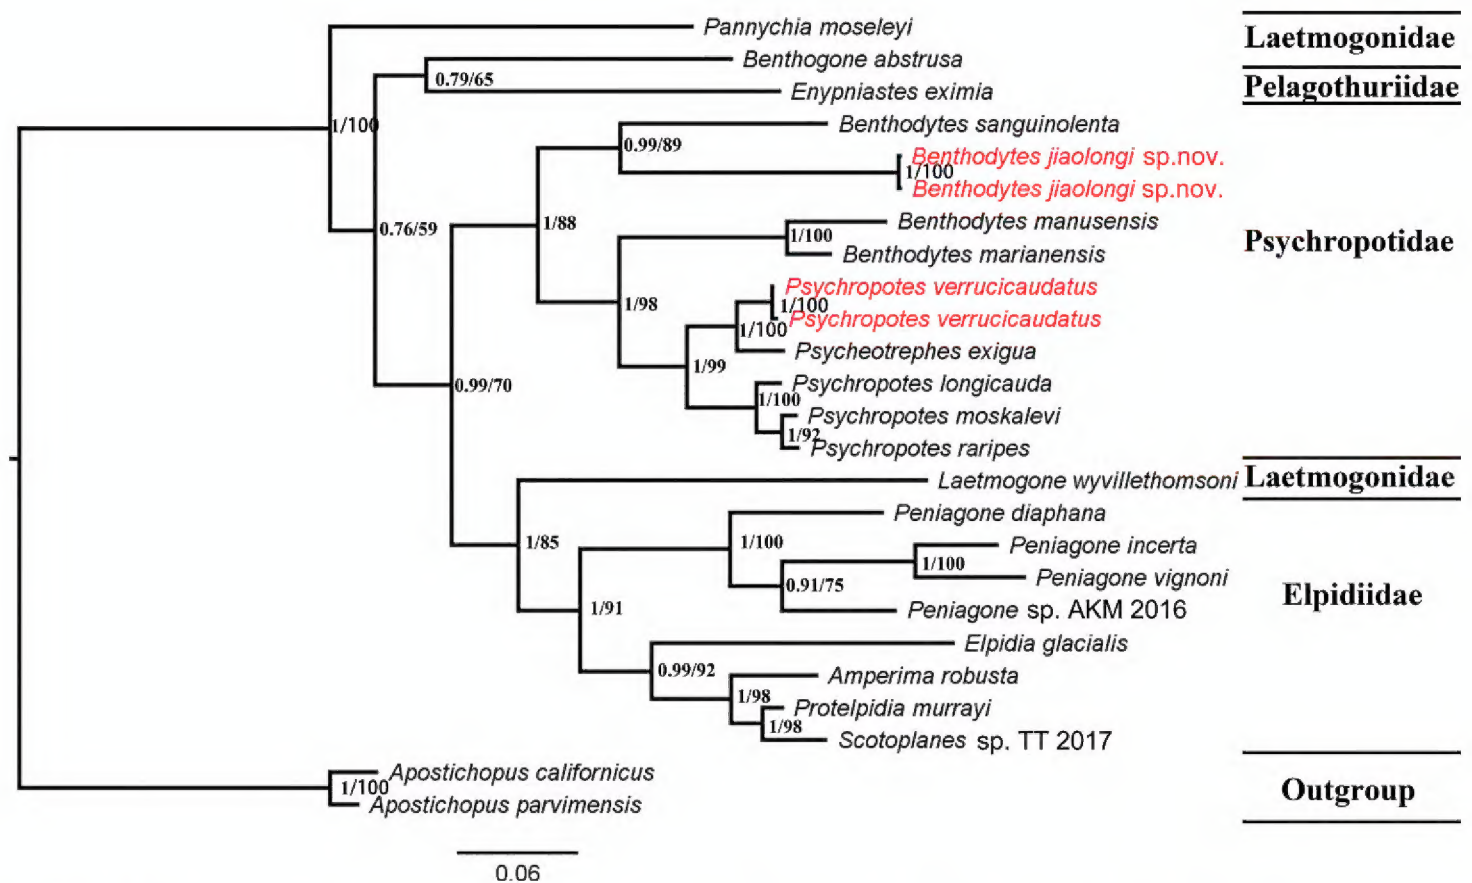 Pannychia moseleyi
Laetmogonidae
Benthogone abstrusa
0.79/65
Pelagothuriidae
Enypniastes eximia
1/100
Benthodytes sanguinolenta
0.99/89
Benthodytes jiaolongi sp.nov.
1/100
Benthodytes jiaolongi sp.nov.
0.76/59
1/88
Benthodytes manusensis
1/100
Psychropotidae
Benthodytes marianensis
Psychropotes verrucicaudatus
1/98
1/100
Psychropotes verrucicaudatus
1/100
Psycheotrephes exigua
1/99
0.99/70
Psychropotes longicauda
1/100
Psychropotes moskalevi
1/92
Psychropotes raripes
Laetmogone wyvillethomsoni
Laetmogonidae
Peniagone diaphana
1/85
1/100
Peniagone incerta
1/100
Peniagone vignoni
0.91/75
Elpidiidae
1/91
Peniagone sp. AKM 2016
Elpidia glacialis
0.99/92
Amperima robusta
1/98
Protelpidia murrayi
1/98
Scotoplanes sp. TT 2017
Apostichopus californicus
1/100
Outgroup
Apostichopus parvimensis
0.06